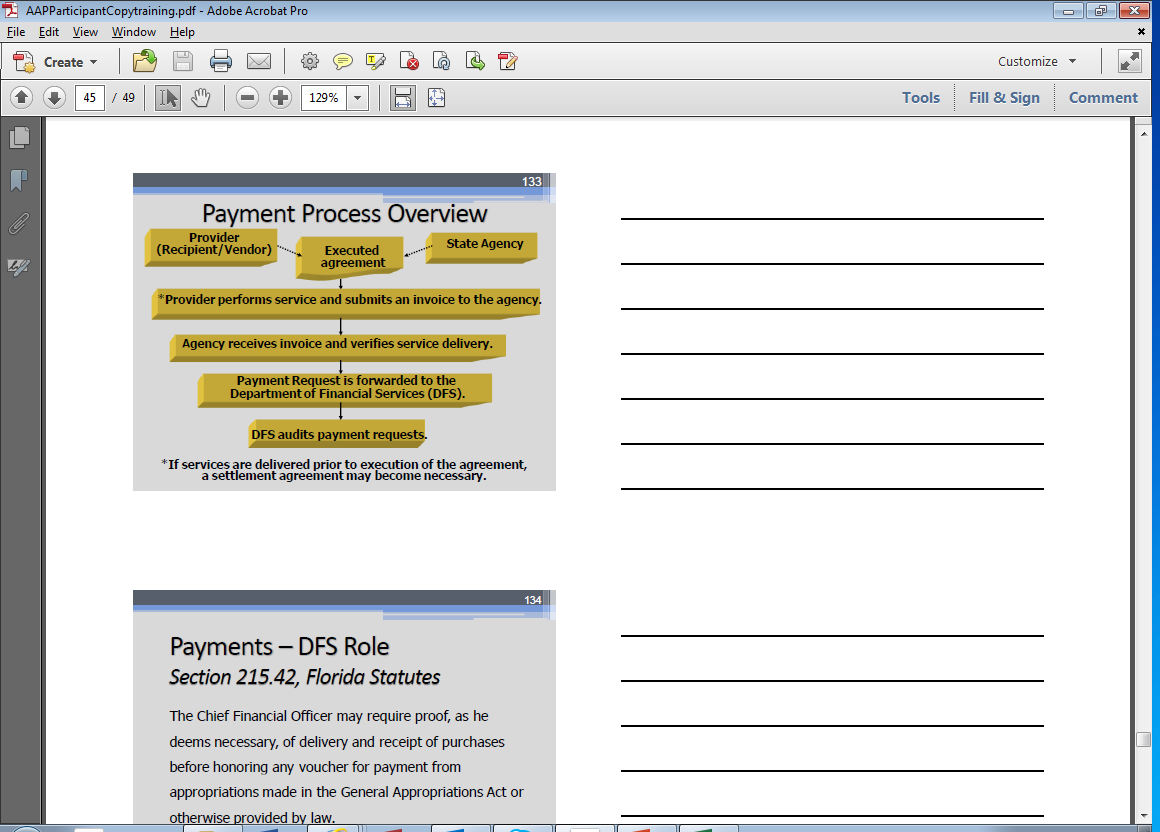 AAPParticipantCopytraining.pdf - Adobe Acrobat Pro
File Edit View Window Help
Create
Customize
45 / 49
129%
Tools
Fill & Sign
Comment
133
Payment Process Overview
Provider
(Recipient/Vendor)
Executed
agreement
State Agency
*Provider performs service and submits an invoice to the agency.
Agency receives invoice and verifies service delivery.
Payment Request is forwarded to the
Department of Financial Services (DFS).
DFS audits payment requests.
*If services are delivered prior to execution of the agreement,
a settlement agreement may become necessary.
134
Payments – DFS Role
Section 215.42, Florida Statutes
The Chief Financial Officer may require proof, as he
deems necessary, of delivery and receipt of purchases
before honoring any voucher for payment from
appropriations made in the General Appropriations Act or
otherwise provided by law.